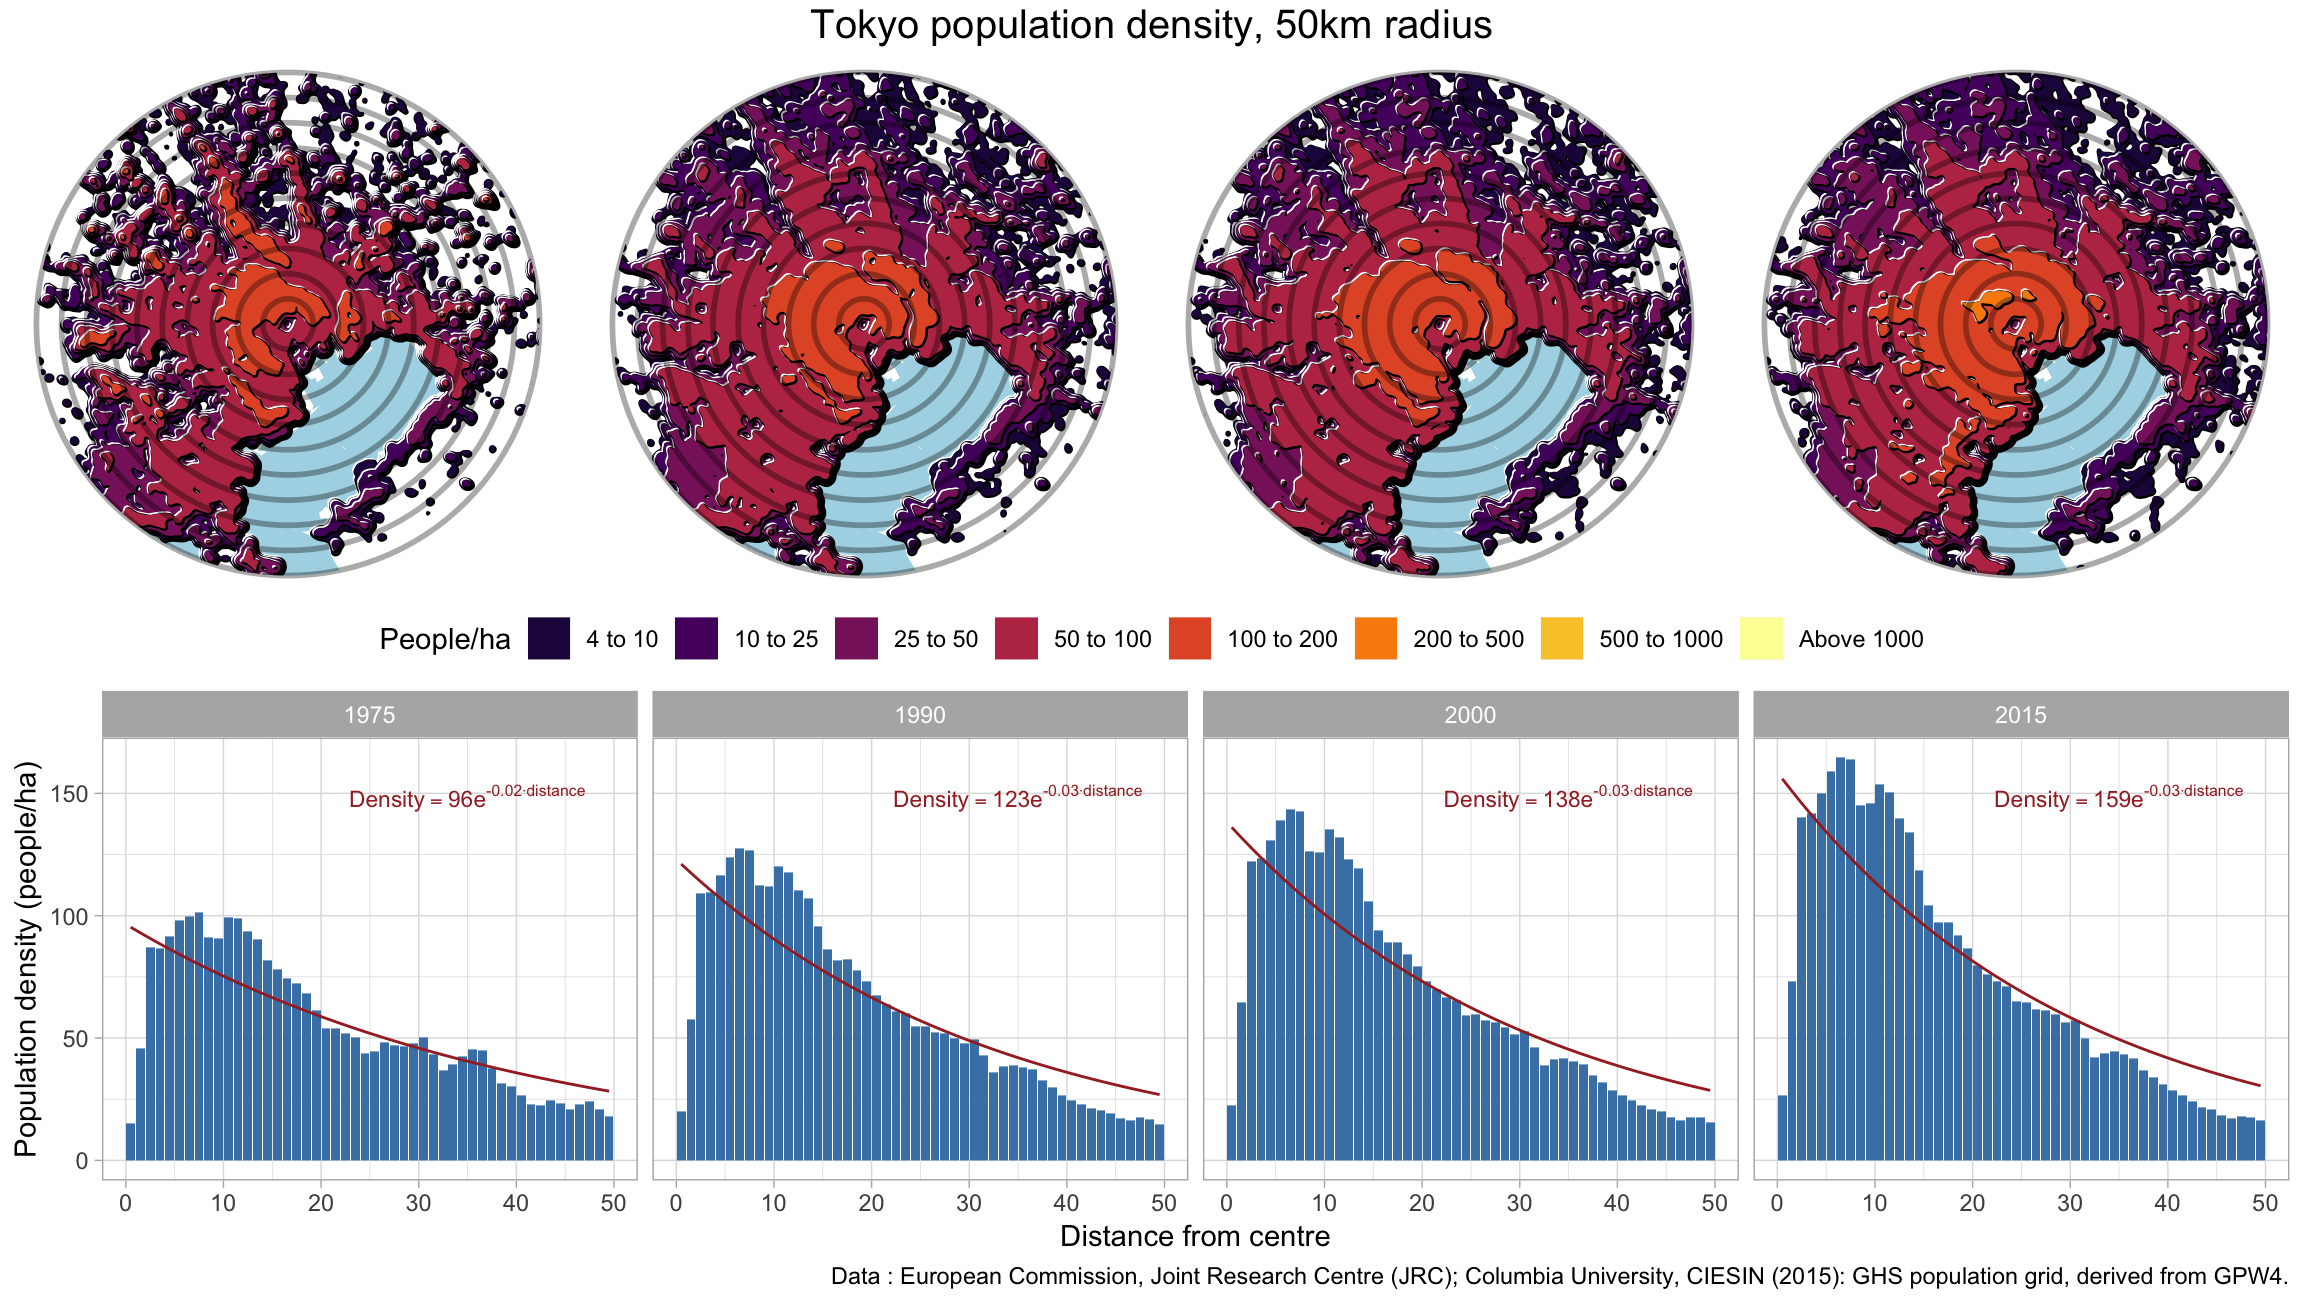 Tokyo population density, 50km radius
People/ha 4 to 10 10 to 25 25 to 50 50 to 100 100 to 200 200 to 500 500 to 1000 Above 1000
1975 1990 2000 2015
Density = 96e^-0.02·distance Density = 123e^-0.03·distance Density = 138e^-0.03·distance Density = 159e^-0.03·distance
Population density (people/ha)
150
100
50
0
0 10 20 30 40 50 0 10 20 30 40 50 0 10 20 30 40 50 0 10 20 30 40 50
Distance from centre
Data : European Commission, Joint Research Centre (JRC); Columbia University, CIESIN (2015): GHS population grid, derived from GPW4.